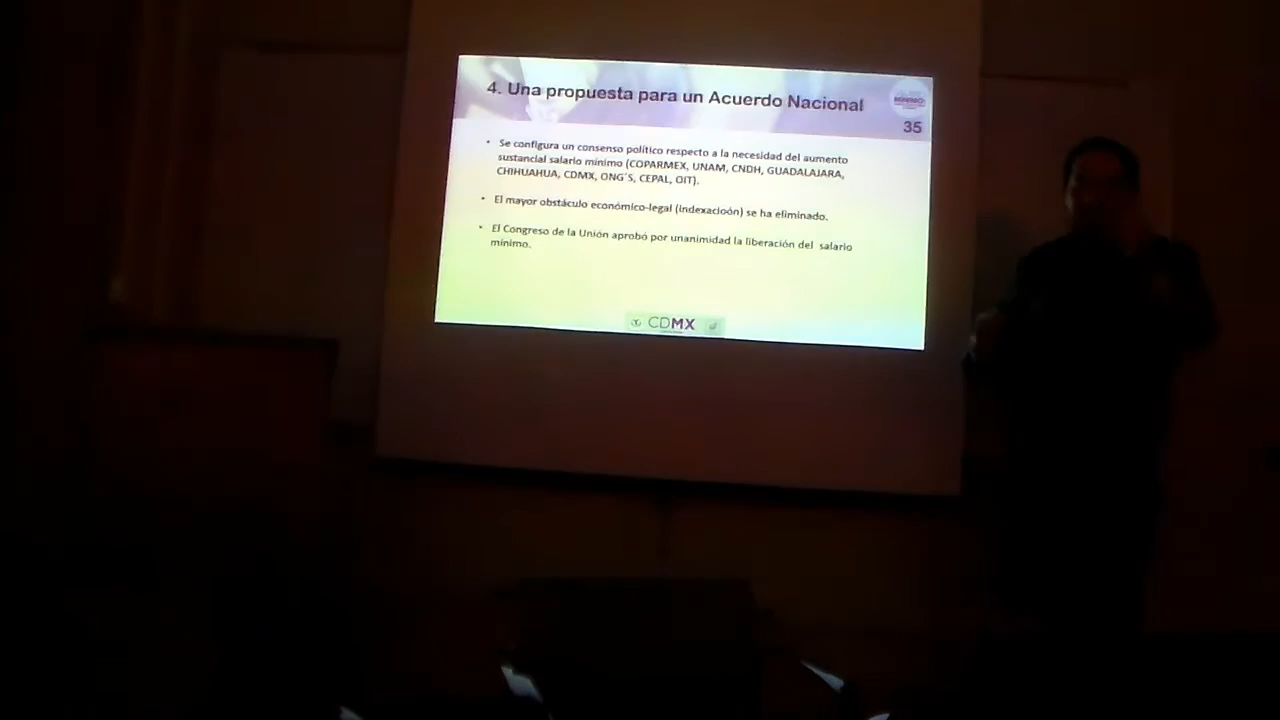 4. Una propuesta para un Acuerdo Nacional
35
• Se configura un consenso político respecto a la necesidad del aumento
sustancial salario mínimo (COPARMEX, UNAM, CNDH, GUADALAJARA,
CHIHUAHUA, CDMX, ONG´S, CEPAL, OIT).
• El mayor obstáculo económico-legal (indexacioón) se ha eliminado.
• El Congreso de la Unión aprobó por unanimidad la liberación del salario
mínimo.
CDMX